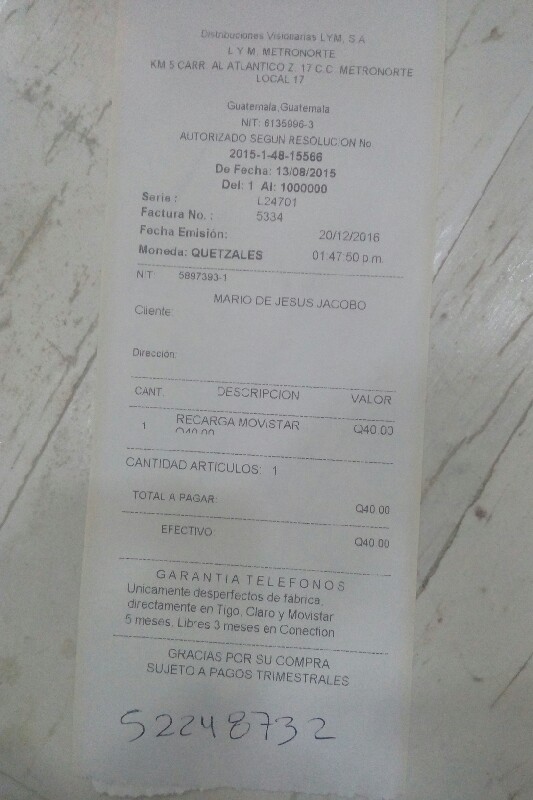 Distribuciones Visionarias LYM, S.A
L Y M METRONORTE
KM 5 CARR. AL ATLANTICO Z. 17 C.C. METRONORTE
LOCAL 17
Guatemala, Guatemala
NIT: 6135096-3
AUTORIZADO SEGUN RESOLUCION No.
2015-1-48-15566
De Fecha: 13/08/2015
Del: 1 Al: 1000000
Serie : L24701
Factura No. : 5334
Fecha Emisión: 20/12/2016
Moneda: QUETZALES 01:47:50 p.m.
NIT 5897393-1
MARIO DE JESUS JACOBO
Cliente:
Dirección:
CANT. DESCRIPCION VALOR
1 RECARGA MOVISTAR Q40.00
Q40.00
CANTIDAD ARTICULOS: 1
TOTAL A PAGAR: Q40.00
EFECTIVO Q40.00
GARANTIA TELEFONOS
Unicamente desperfectos de fábrica,
directamente en Tigo, Claro y Movistar
5 meses, Libres 3 meses en Conection
GRACIAS POR SU COMPRA
SUJETO A PAGOS TRIMESTRALES
52248732